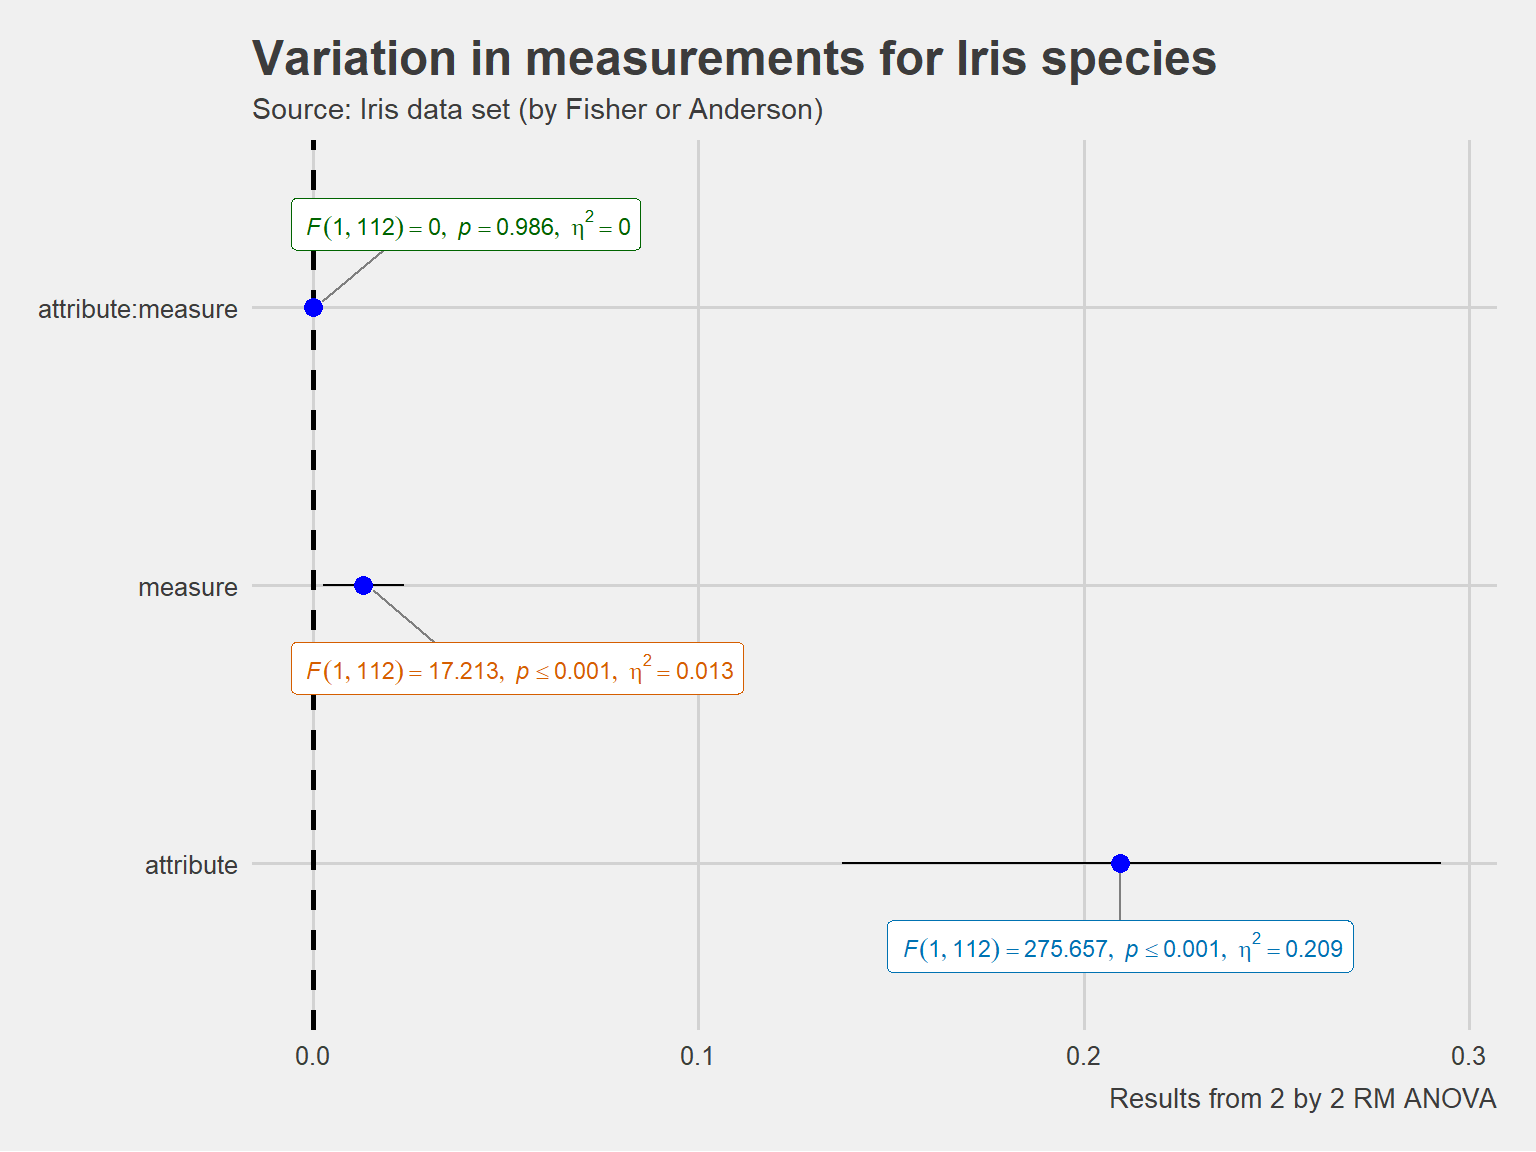 Variation in measurements for Iris species
Source: Iris data set (by Fisher or Anderson)
F(1, 112) = 0, p = 0.986, η² = 0
attribute:measure
measure
F(1, 112) = 17.213, p ≤ 0.001, η² = 0.013
attribute
F(1, 112) = 275.657, p ≤ 0.001, η² = 0.209
0.0 0.1 0.2 0.3
Results from 2 by 2 RM ANOVA